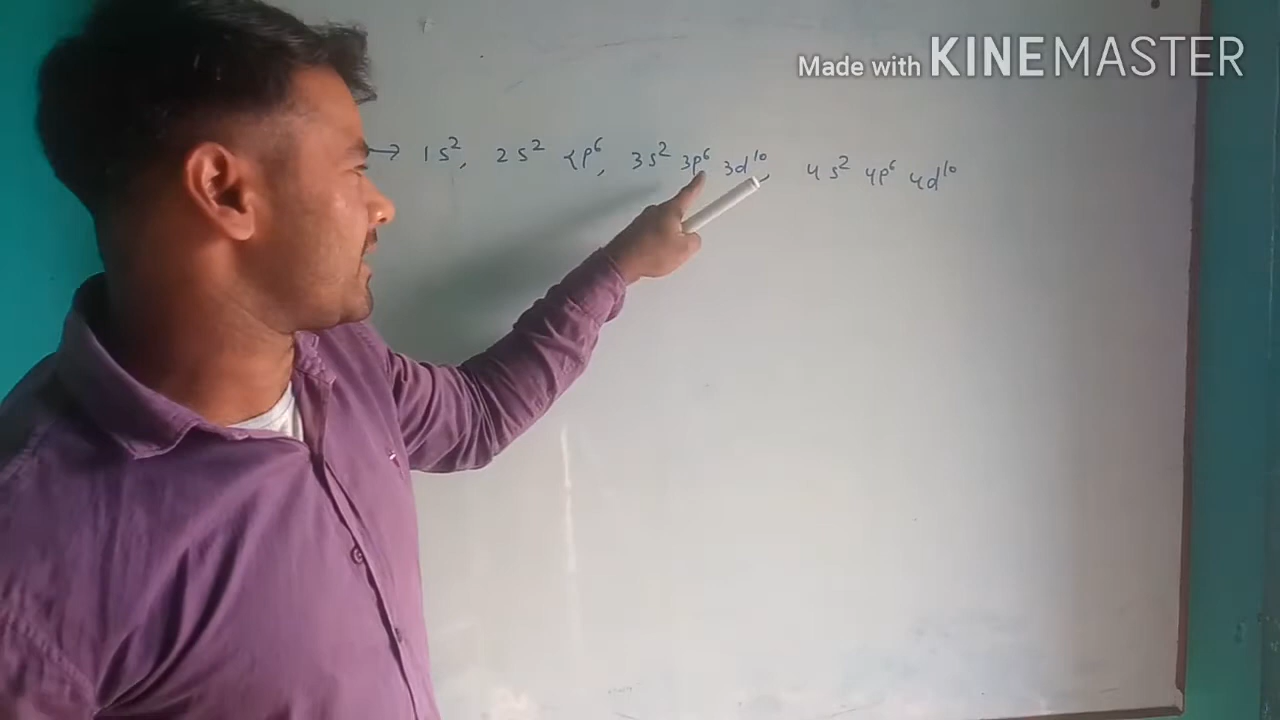 Made with KINEMASTER
→ 1s², 2s² 2p⁶, 3s² 3p⁶ 3d¹⁰, 4s² 4p⁶ 4d¹⁰